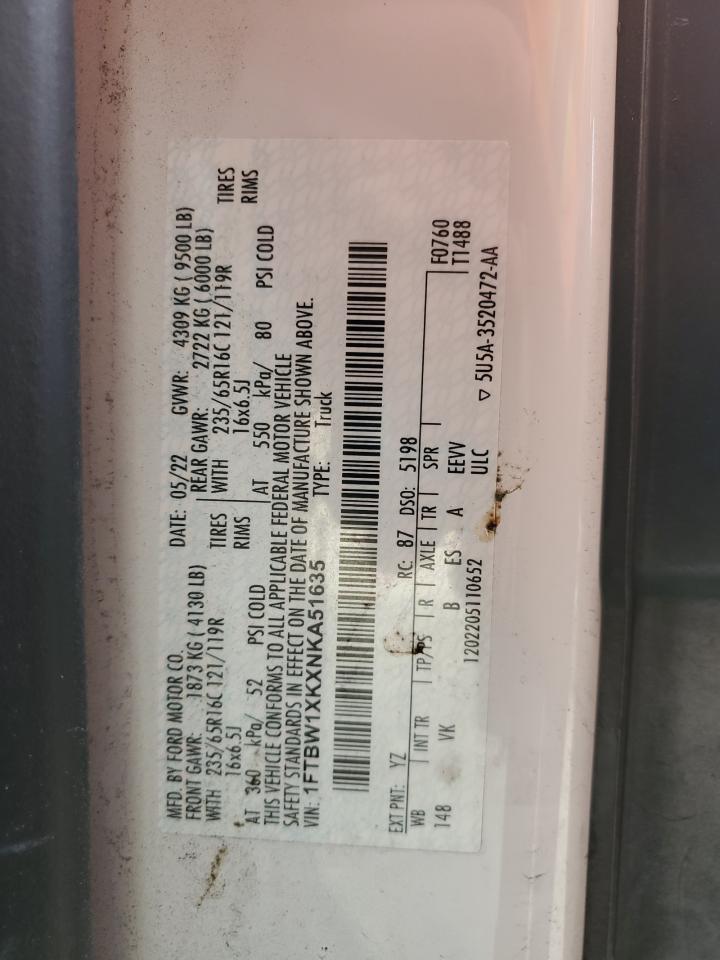 MFD. BY FORD MOTOR CO. DATE: 05/22 GVWR: 4309 KG ( 9500 LB)
FRONT GAWR: 1873 KG ( 4130 LB) REAR GAWR: 2722 KG ( 6000 LB)
WITH 235/65R16C 121/119R TIRES WITH 235/65R16C 121/119R TIRES
16x6.5J RIMS 16x6.5J RIMS
AT 360 kPa/ 52 PSI COLD AT 550 kPa/ 80 PSI COLD
THIS VEHICLE CONFORMS TO ALL APPLICABLE FEDERAL MOTOR VEHICLE
SAFETY STANDARDS IN EFFECT ON THE DATE OF MANUFACTURE SHOWN ABOVE.
VIN: 1FTBW1XKXNKA51635 TYPE: Truck
EXT PNT: YZ RC: 87 DSO: 5198
WB INT TR TP/PS R AXLE TR SPR F0760
148 VK B ES A EEVV T1488
1202205110652 ULC
▽ 5U5A-3520472-AA